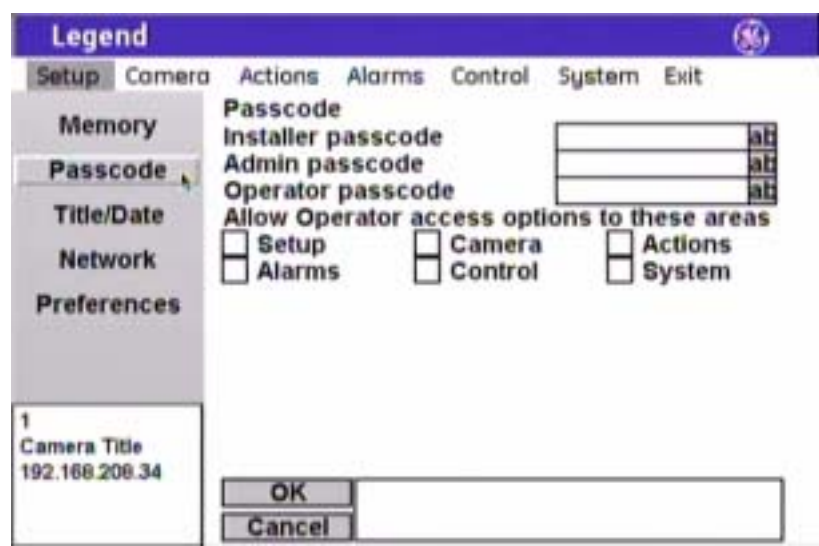 Legend
Setup Camera Actions Alarms Control System Exit
Memory
Passcode
Title/Date
Network
Preferences
Passcode
Installer passcode ab
Admin passcode ab
Operator passcode ab
Allow Operator access options to these areas
Setup Camera Actions
Alarms Control System
1
Camera Title
192.168.208.34
OK
Cancel